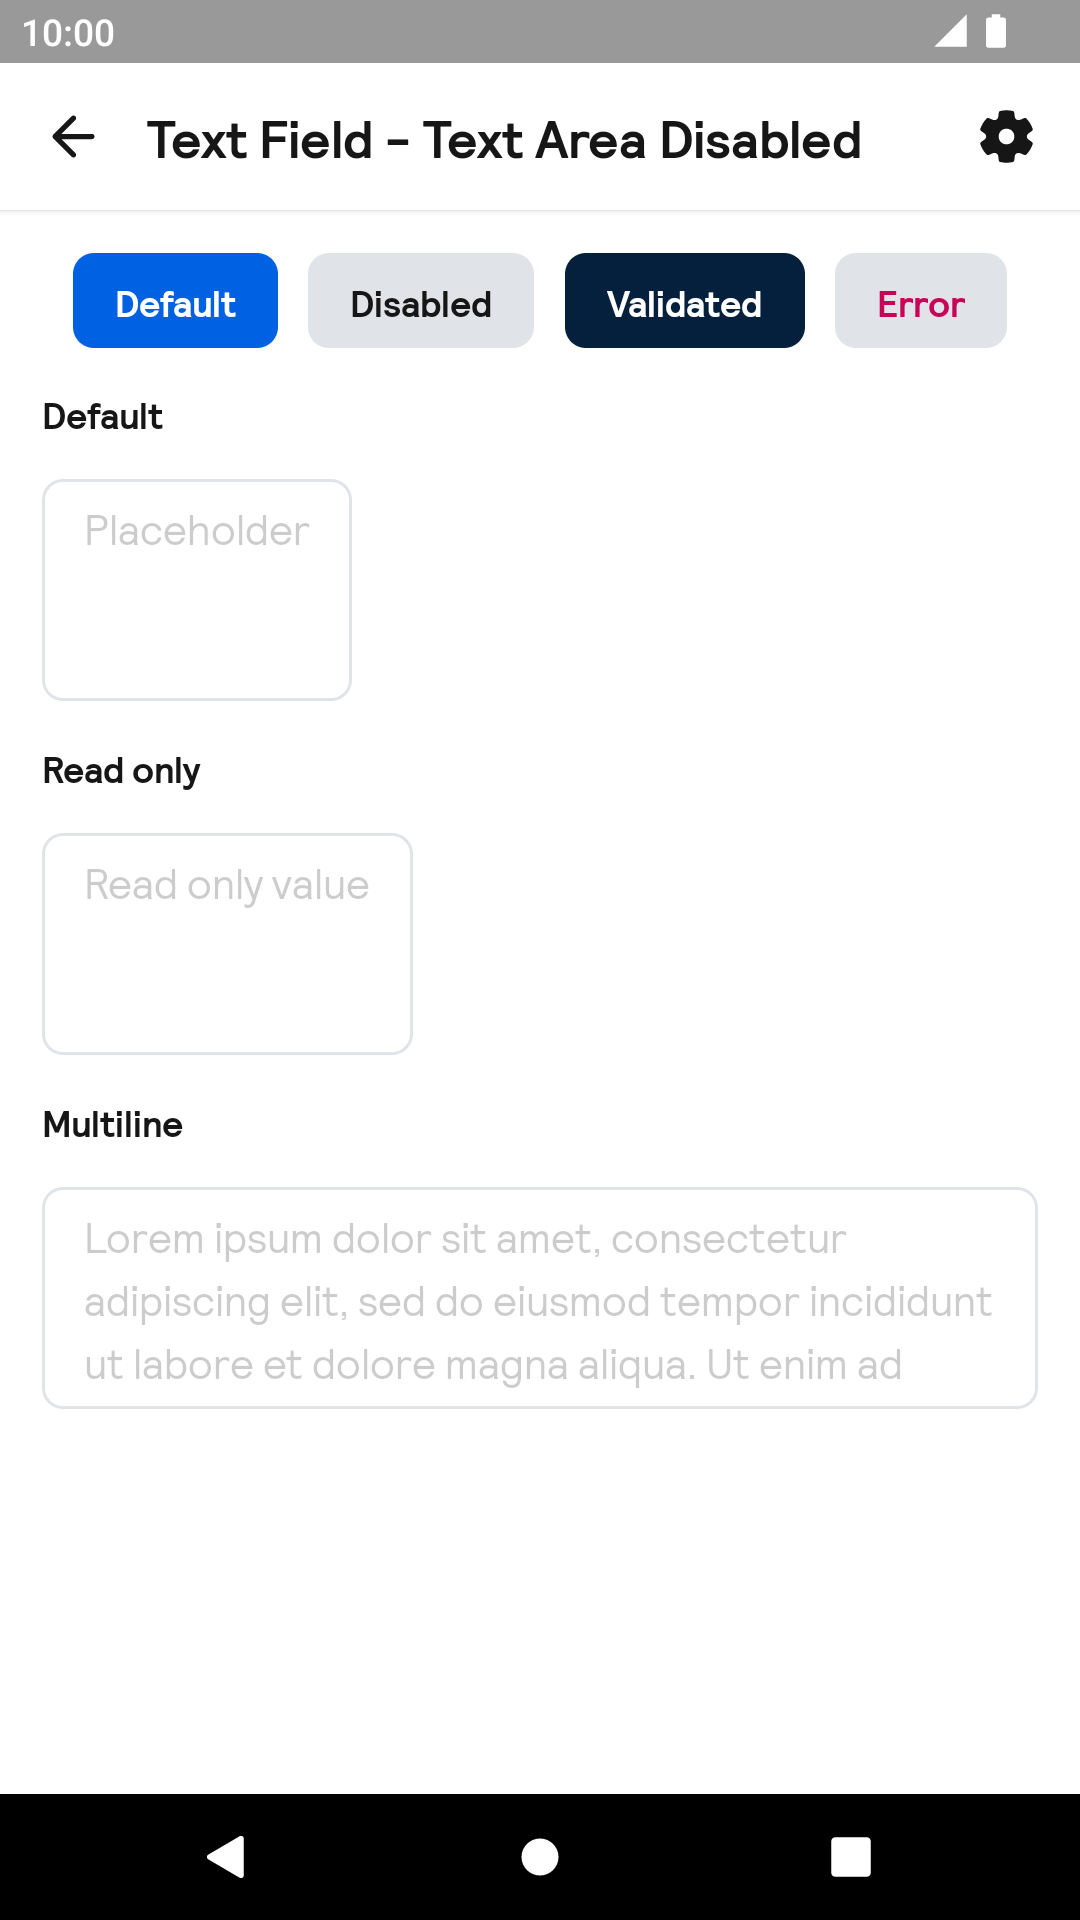 10:00
Text Field - Text Area Disabled
Default Disabled Validated Error
Default
Placeholder
Read only
Read only value
Multiline
Lorem ipsum dolor sit amet, consectetur
adipiscing elit, sed do eiusmod tempor incididunt
ut labore et dolore magna aliqua. Ut enim ad